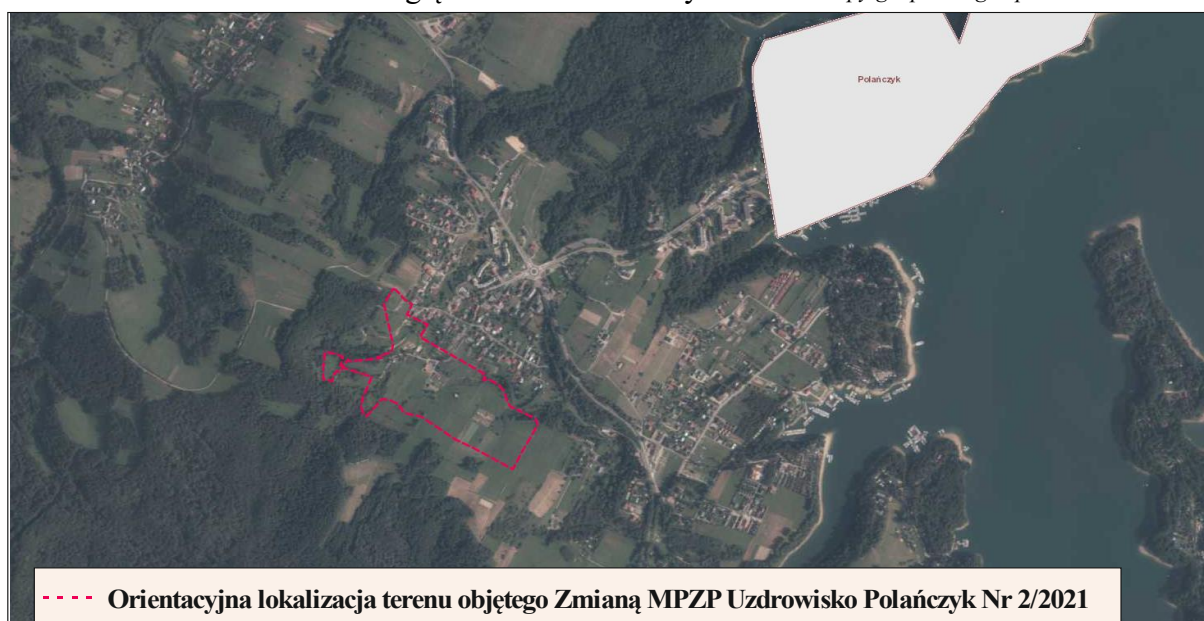 Polańczyk
Orientacyjna lokalizacja terenu objętego Zmianą MPZP Uzdrowisko Polańczyk Nr 2/2021